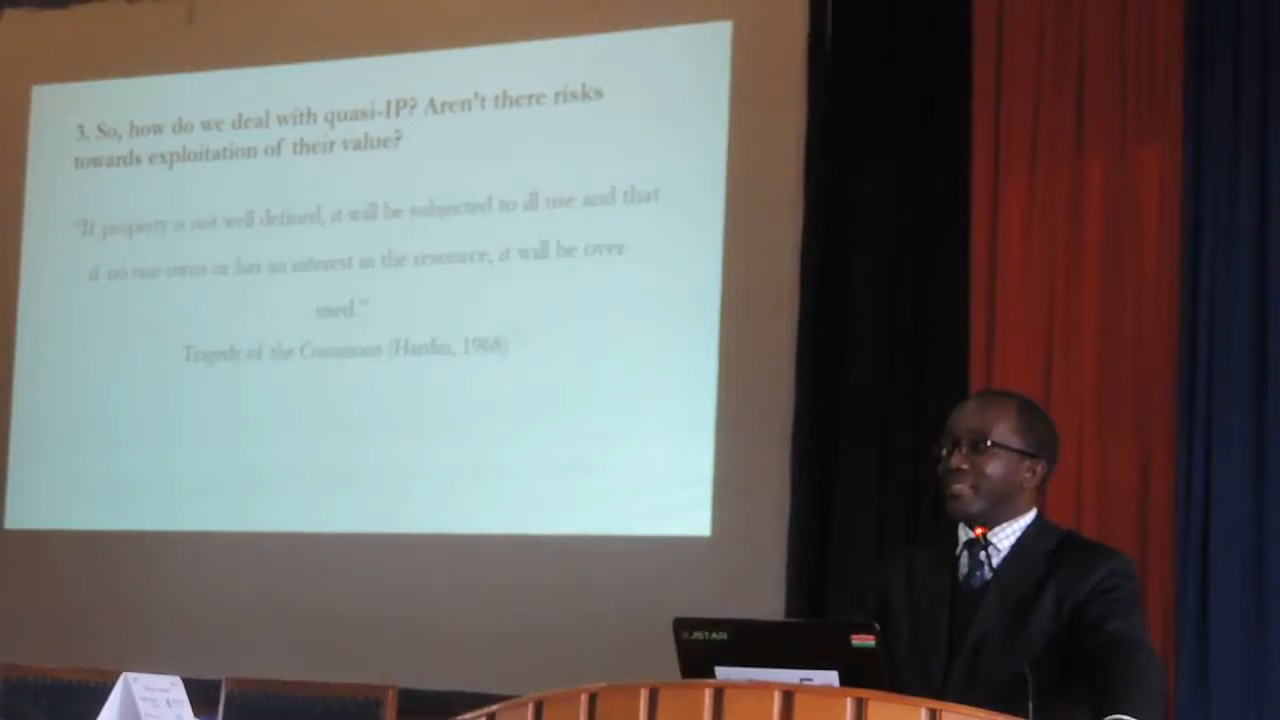 3. So, how do we deal with quasi-IP? Aren't there risks
towards exploitation of their value?
"If property is not well defined, it will be subjected to ill use and that
if no one owns or has an interest in the resource, it will be over
used."
Tragedy of the Commons (Hardin, 1968)
JSTAR